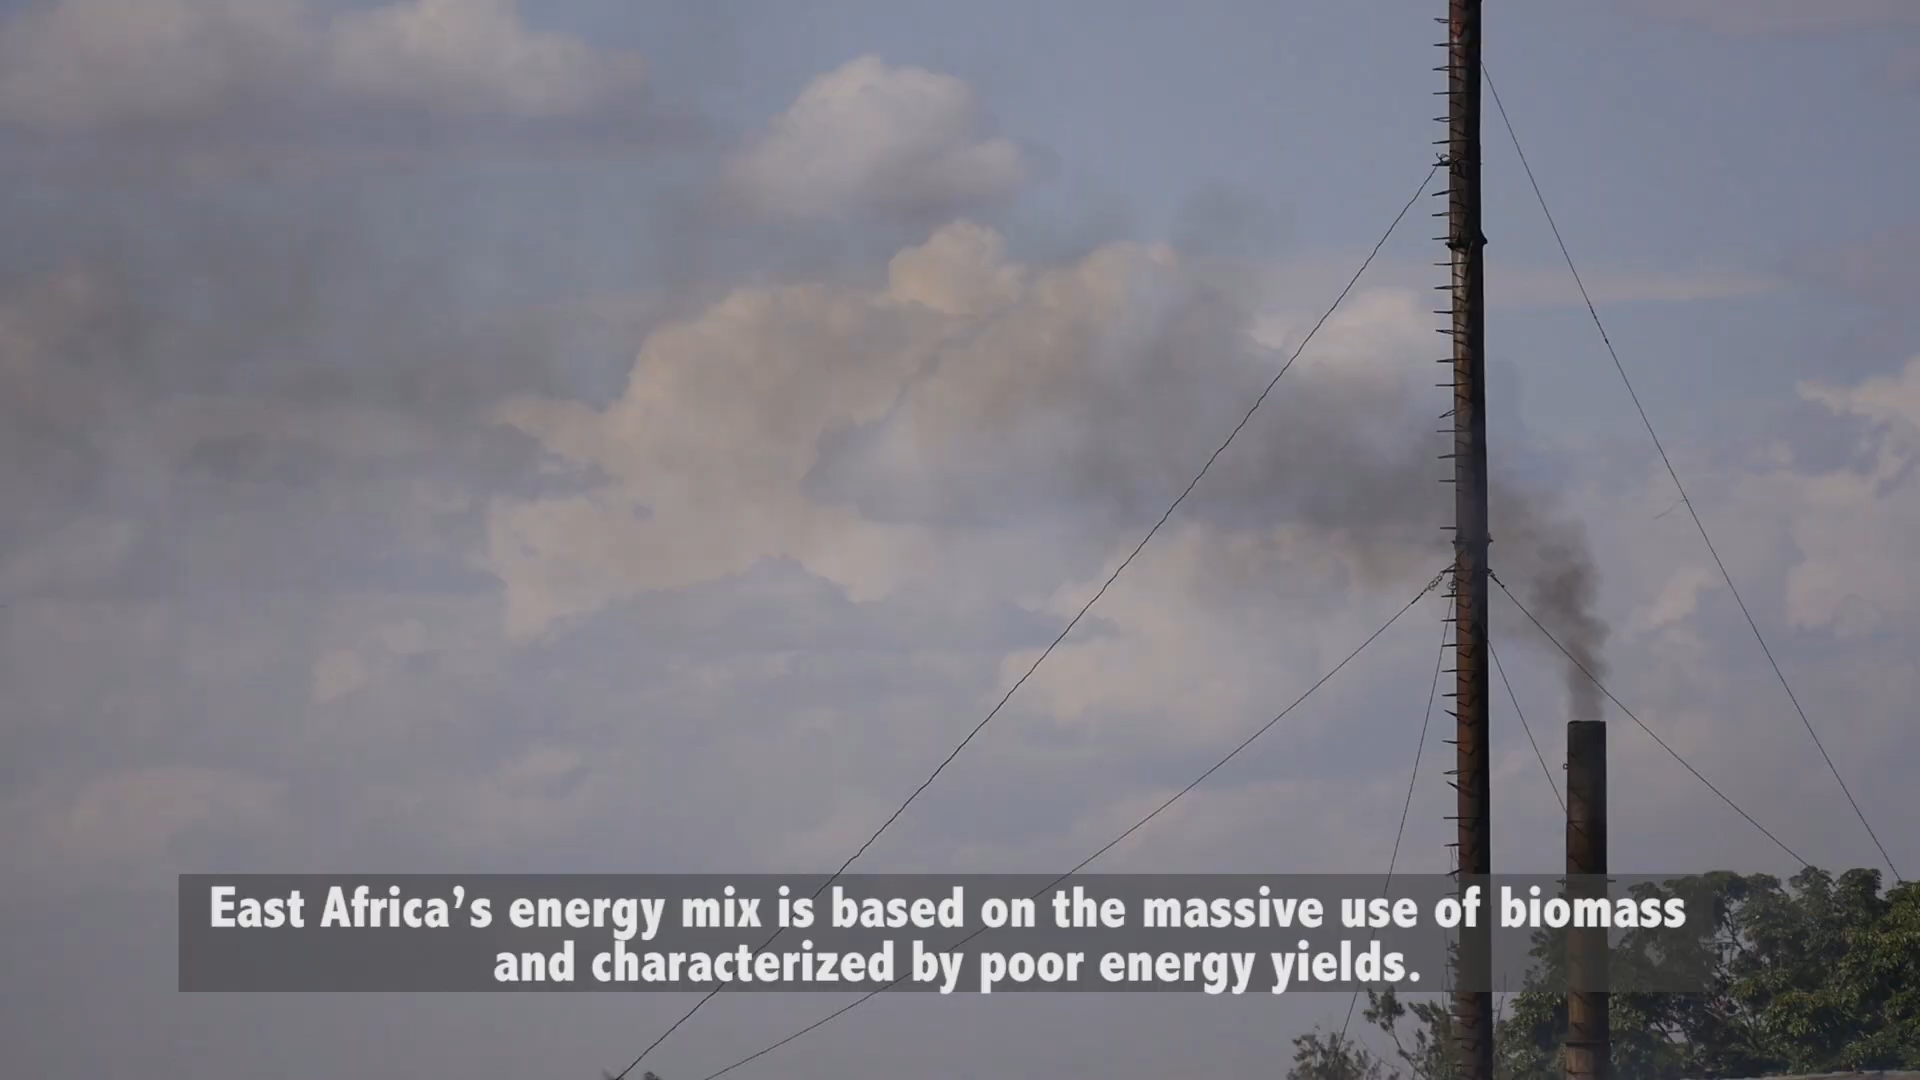 East Africa’s energy mix is based on the massive use of biomass
and characterized by poor energy yields.